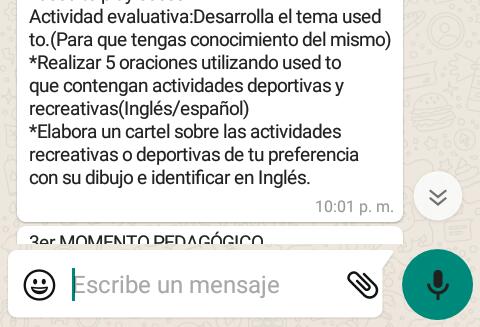 Actividad evaluativa:Desarrolla el tema used
to.(Para que tengas conocimiento del mismo)
*Realizar 5 oraciones utilizando used to
que contengan actividades deportivas y
recreativas(Inglés/español)
*Elabora un cartel sobre las actividades
recreativas o deportivas de tu preferencia
con su dibujo e identificar en Inglés.
10:01 p. m.
3er MOMENTO PEDAGÓGICO
Escribe un mensaje